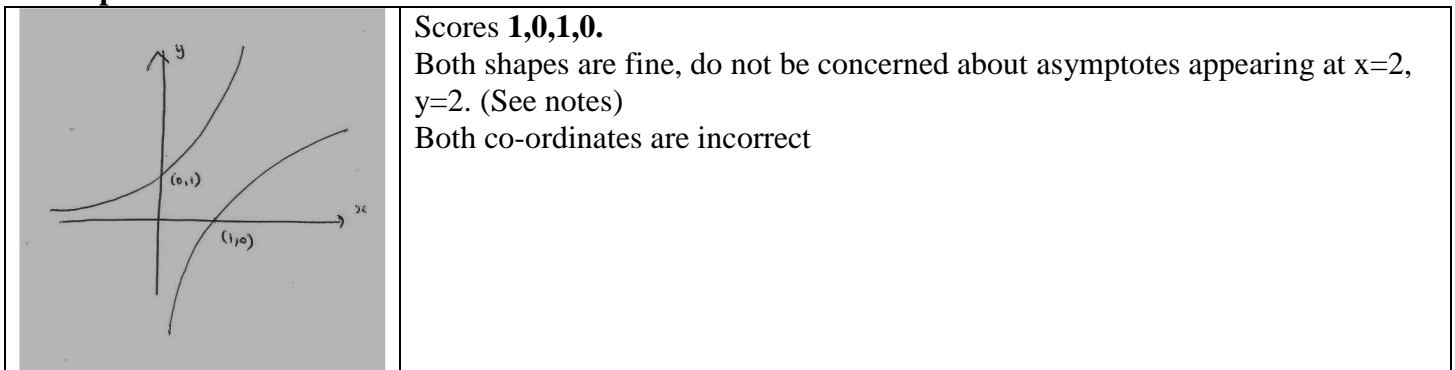 Scores 1,0,1,0.
Both shapes are fine, do not be concerned about asymptotes appearing at x=2,
y=2. (See notes)
Both co-ordinates are incorrect
y
(0,1)
x
(1,0)